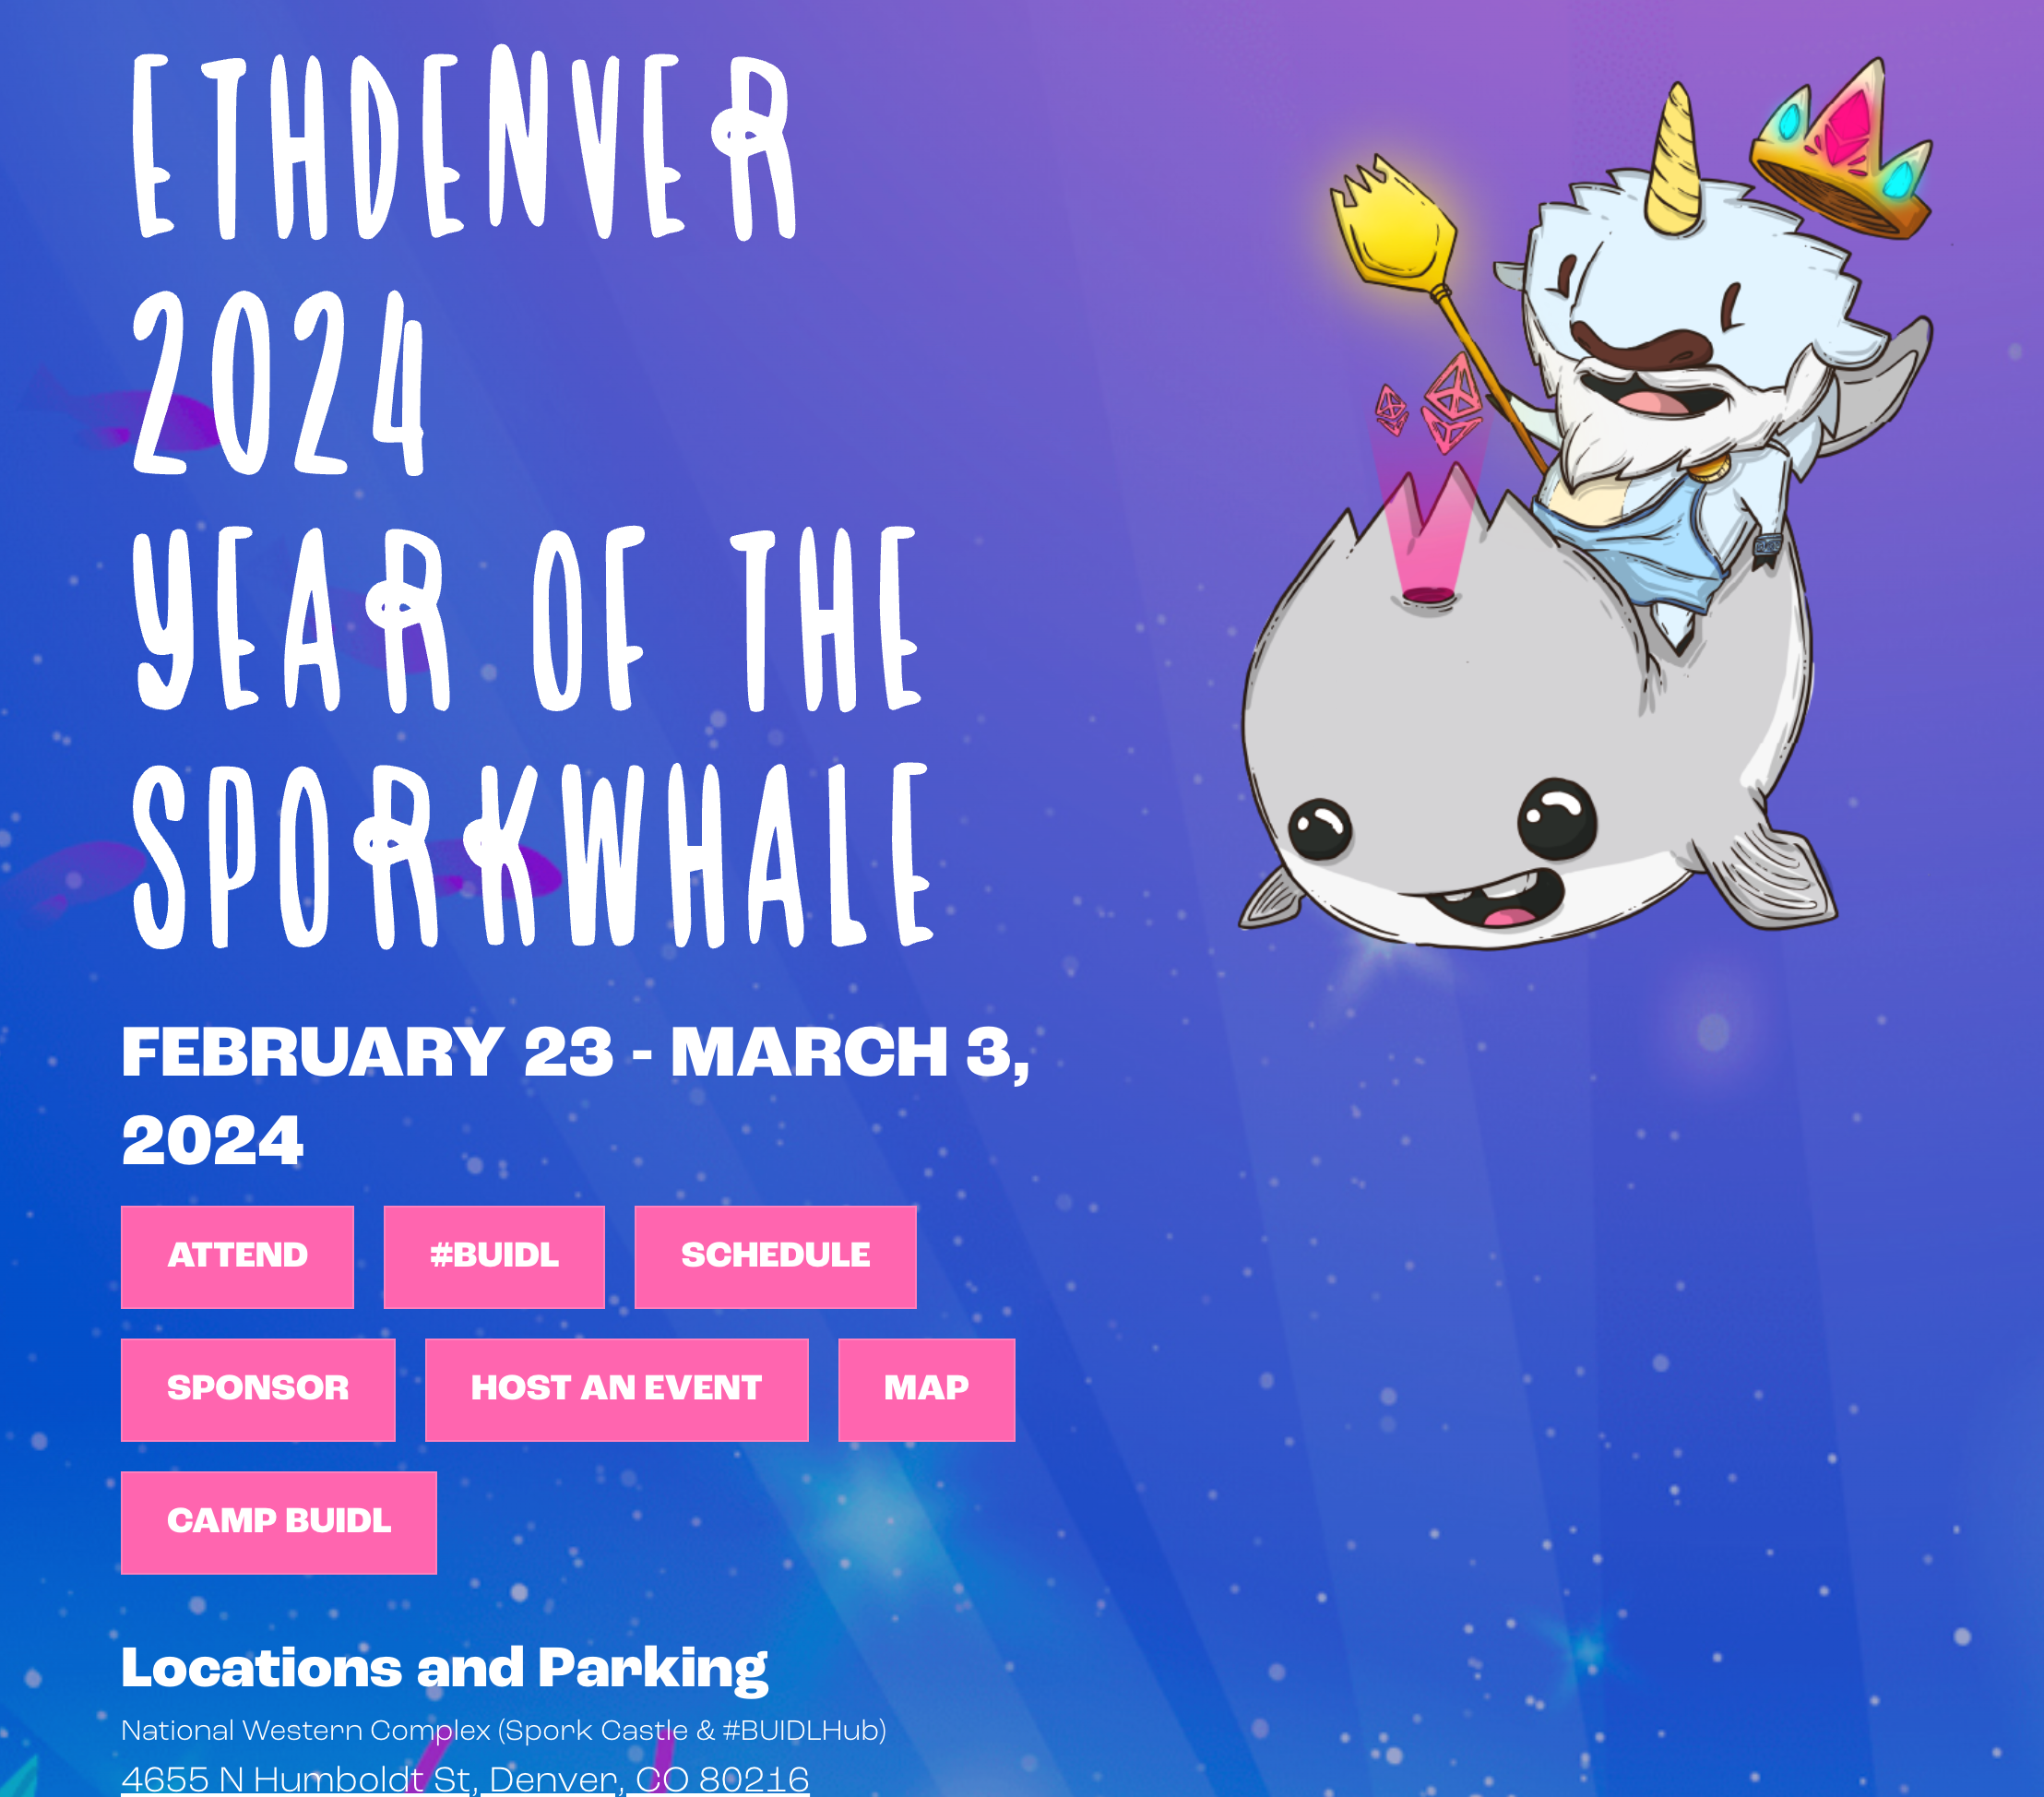 ETHDENVER
2024
YEAR OF THE
SPORKWHALE
FEBRUARY 23 - MARCH 3,
2024
ATTEND
#BUIDL
SCHEDULE
SPONSOR
HOST AN EVENT
MAP
CAMP BUIDL
Locations and Parking
National Western Complex (Spork Castle & #BUIDLHub)
4655 N Humboldt St, Denver, CO 80216